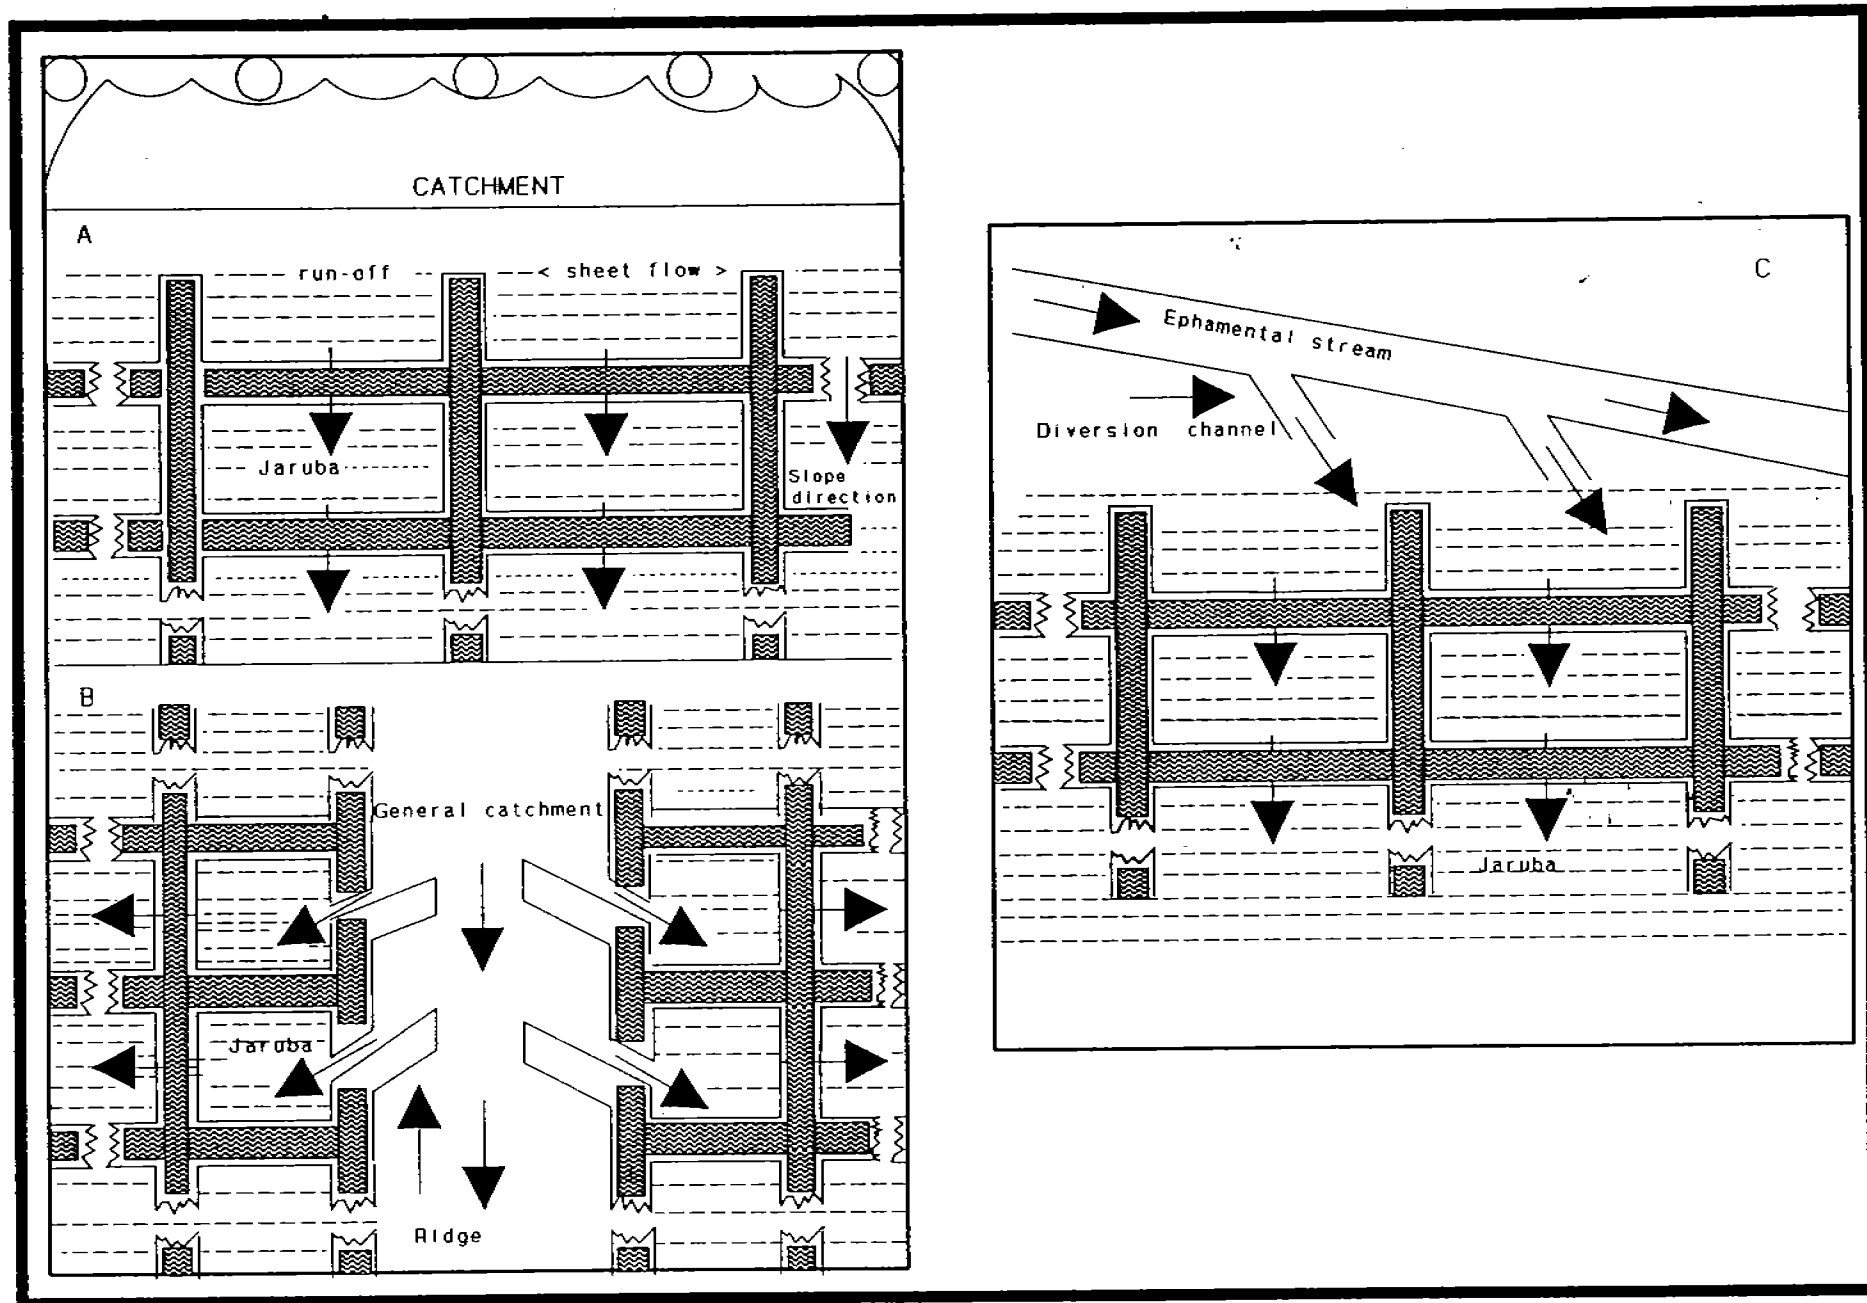 CATCHMENT
A
run-off < sheet flow >
Jaruba
Slope
direction
B
General catchment
Jaruba
Ridge
C
Ephamental stream
Diversion channel
Jaruba